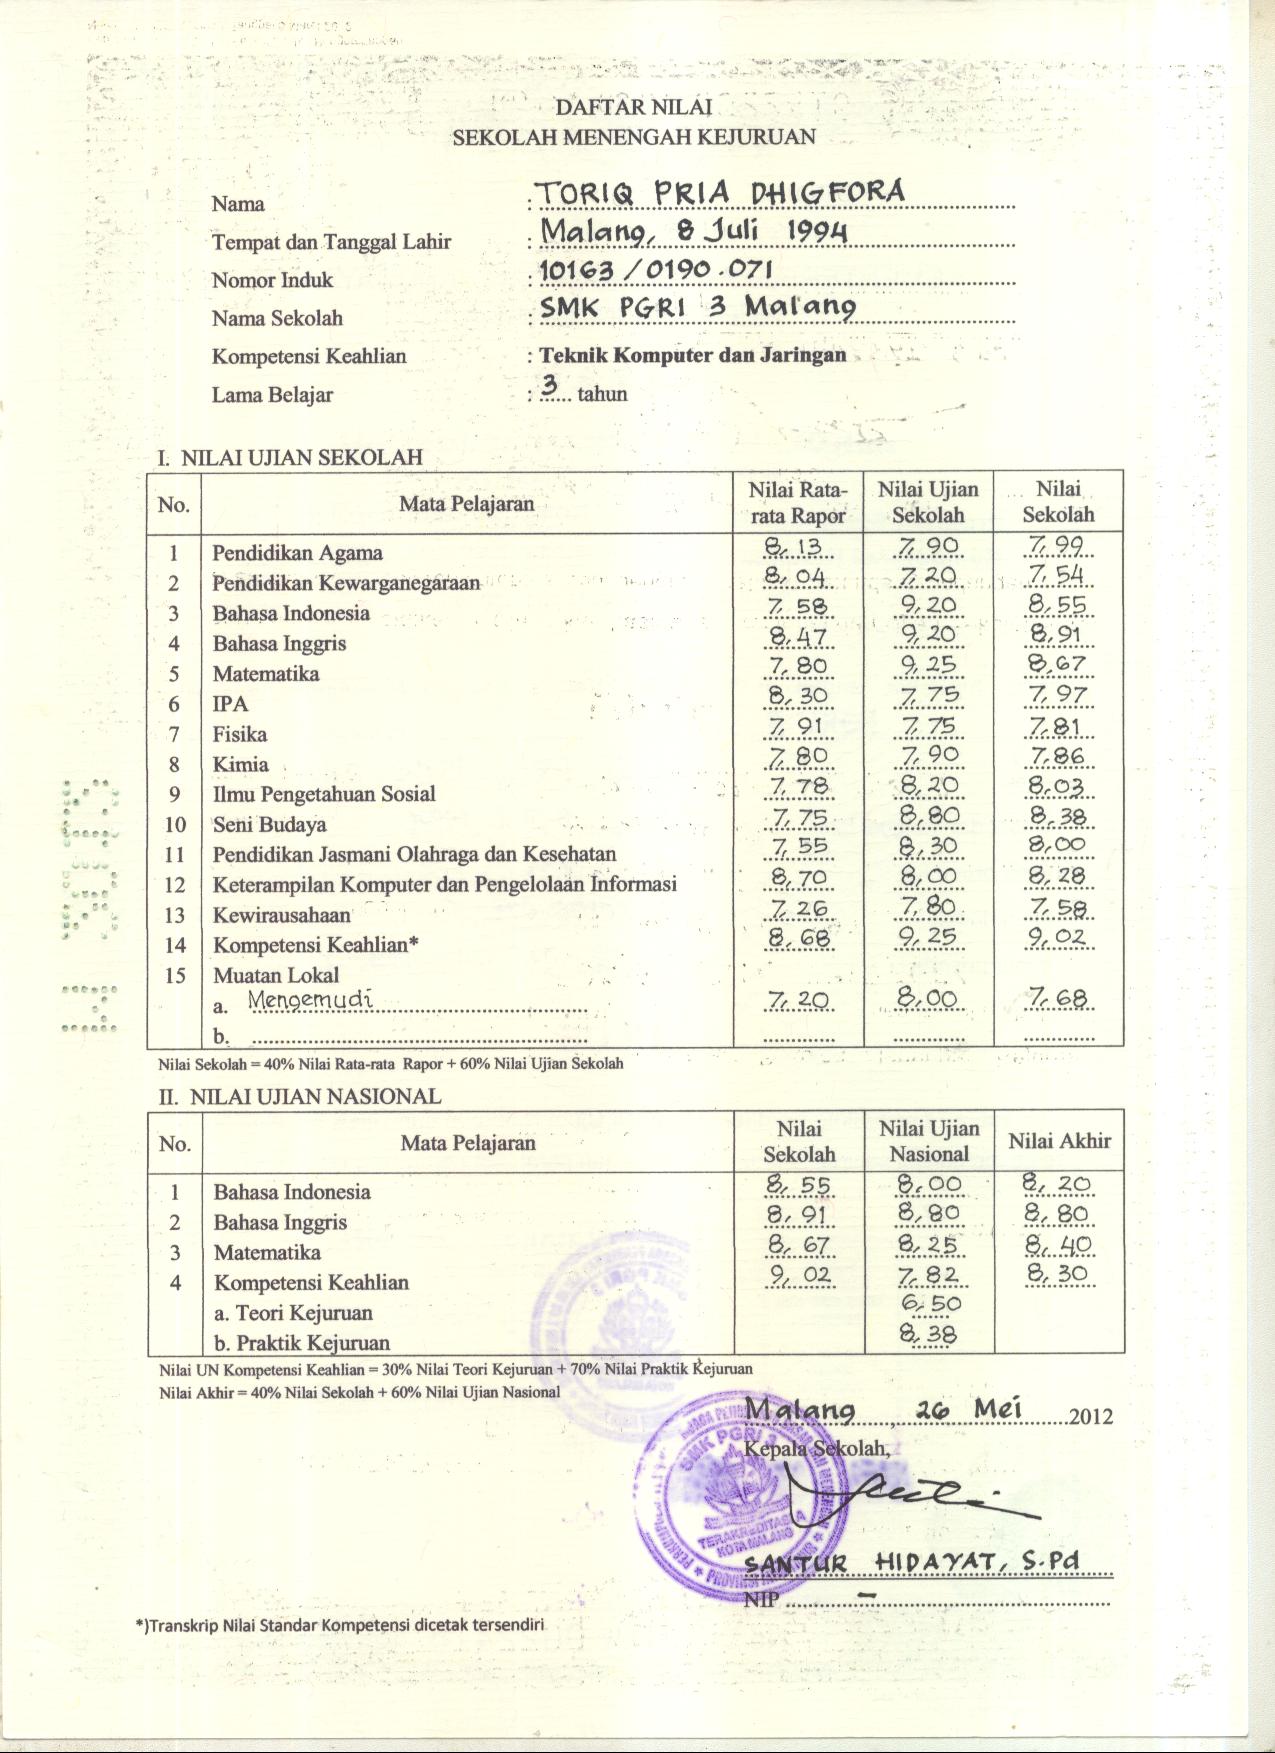 DAFTAR NILAI
SEKOLAH MENENGAH KEJURUAN
Nama : TORIQ PRIA DHIGFORA
Tempat dan Tanggal Lahir : Malang, 8 Juli 1994
Nomor Induk : 10163 / 0190.071
Nama Sekolah : SMK PGRI 3 Malang
Kompetensi Keahlian : Teknik Komputer dan Jaringan
Lama Belajar : 3 tahun
I. NILAI UJIAN SEKOLAH
No. Mata Pelajaran Nilai Rata-rata Rapor Nilai Ujian Sekolah Nilai Sekolah
1 Pendidikan Agama 8,13 7,90 7,99
2 Pendidikan Kewarganegaraan 8,04 7,20 7,54
3 Bahasa Indonesia 7,58 9,20 8,55
4 Bahasa Inggris 8,47 9,20 8,91
5 Matematika 7,80 9,25 8,67
6 IPA 8,30 7,75 7,97
7 Fisika 7,91 7,75 7,81
8 Kimia 7,80 7,90 7,86
9 Ilmu Pengetahuan Sosial 7,78 8,20 8,03
10 Seni Budaya 7,75 8,80 8,38
11 Pendidikan Jasmani Olahraga dan Kesehatan 7,55 8,30 8,00
12 Keterampilan Komputer dan Pengelolaan Informasi 8,70 8,00 8,28
13 Kewirausahaan 7,26 7,80 7,58
14 Kompetensi Keahlian* 8,68 9,25 9,02
15 Muatan Lokal
a. Mengemudi 7,20 8,00 7,68
b.
Nilai Sekolah = 40% Nilai Rata-rata Rapor + 60% Nilai Ujian Sekolah
II. NILAI UJIAN NASIONAL
No. Mata Pelajaran Nilai Sekolah Nilai Ujian Nasional Nilai Akhir
1 Bahasa Indonesia 8,55 8,00 8,20
2 Bahasa Inggris 8,91 8,80 8,80
3 Matematika 8,67 8,25 8,40
4 Kompetensi Keahlian 9,02 7,82 8,30
a. Teori Kejuruan 6,50
b. Praktik Kejuruan 8,38
Nilai UN Kompetensi Keahlian = 30% Nilai Teori Kejuruan + 70% Nilai Praktik Kejuruan
Nilai Akhir = 40% Nilai Sekolah + 60% Nilai Ujian Nasional
Malang, 26 Mei 2012
Kepala Sekolah,
SMK PGRI 3
TERAKREDITASI A
KOTA MALANG
SANTUR HIDAYAT, S.Pd
NIP -
*)Transkrip Nilai Standar Kompetensi dicetak tersendiri